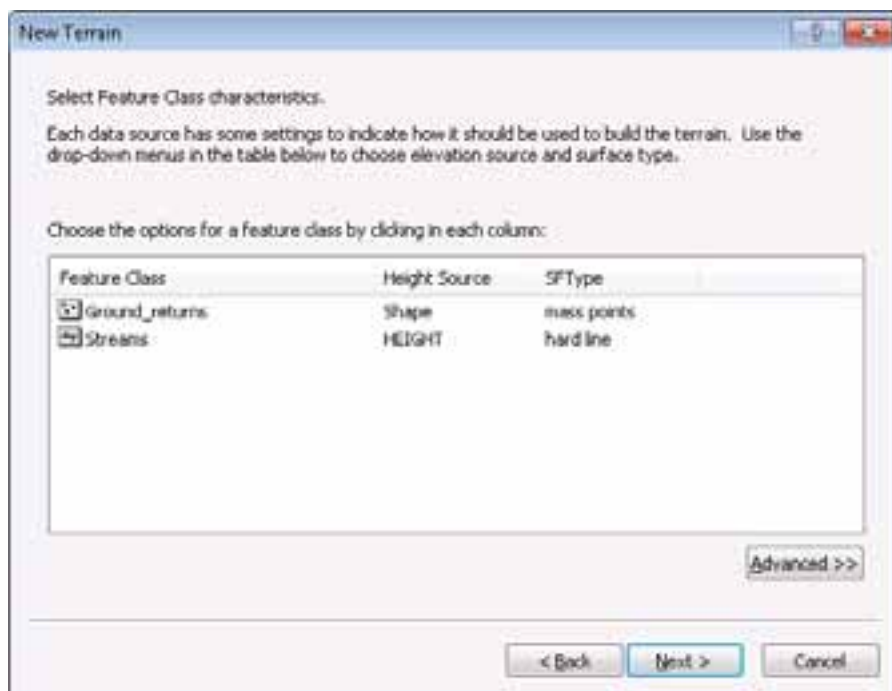 New Terrain
Select Feature Class characteristics.
Each data source has some settings to indicate how it should be used to build the terrain. Use the
drop-down menus in the table below to choose elevation source and surface type.
Choose the options for a feature class by clicking in each column:
Feature Class Height Source SFType
Ground_returns Shape mass points
Streams HEIGHT hard line
Advanced >>
< Back Next > Cancel